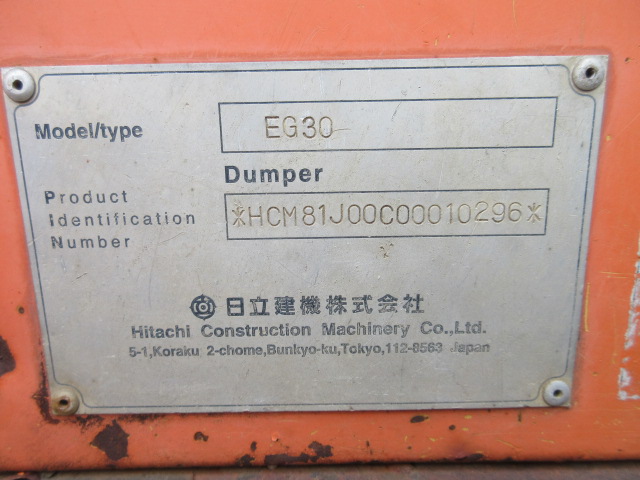 Model/type EG30
Dumper
Product
Identification
Number
*HCM81J00C00010296*
日立建機株式会社
Hitachi Construction Machinery Co.,Ltd.
5-1,Koraku 2-chome,Bunkyo-ku,Tokyo,112-8563 Japan